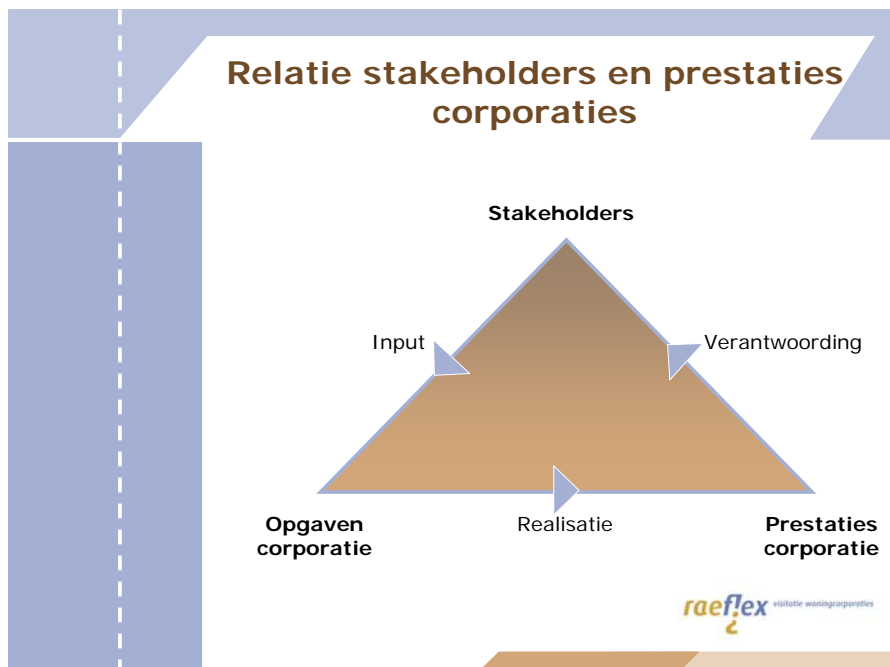 Relatie stakeholders en prestaties
corporaties
Stakeholders
Input
Verantwoording
Opgaven
corporatie
Realisatie
Prestaties
corporatie
raeflex visitatie woningcorporaties